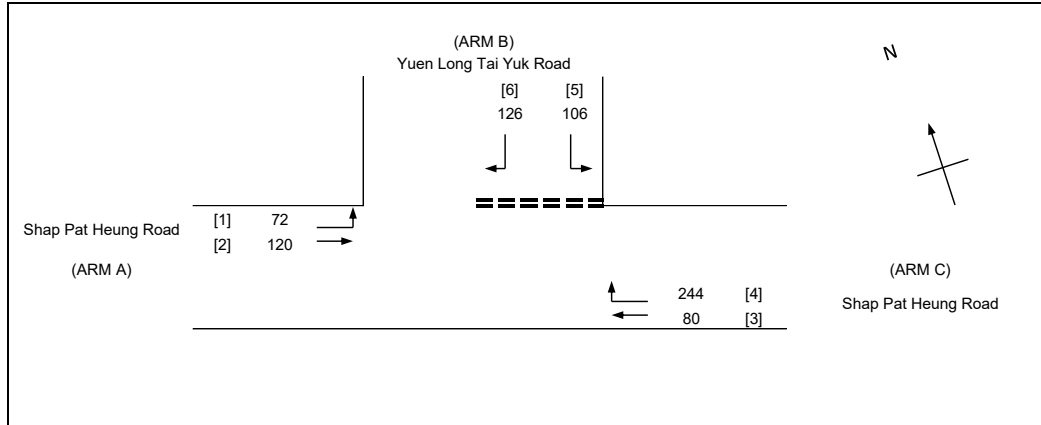 (ARM B)
Yuen Long Tai Yuk Road
N
[6] [5]
126 106
Shap Pat Heung Road
(ARM A)
[1] 72
[2] 120
244 [4]
80 [3]
(ARM C)
Shap Pat Heung Road